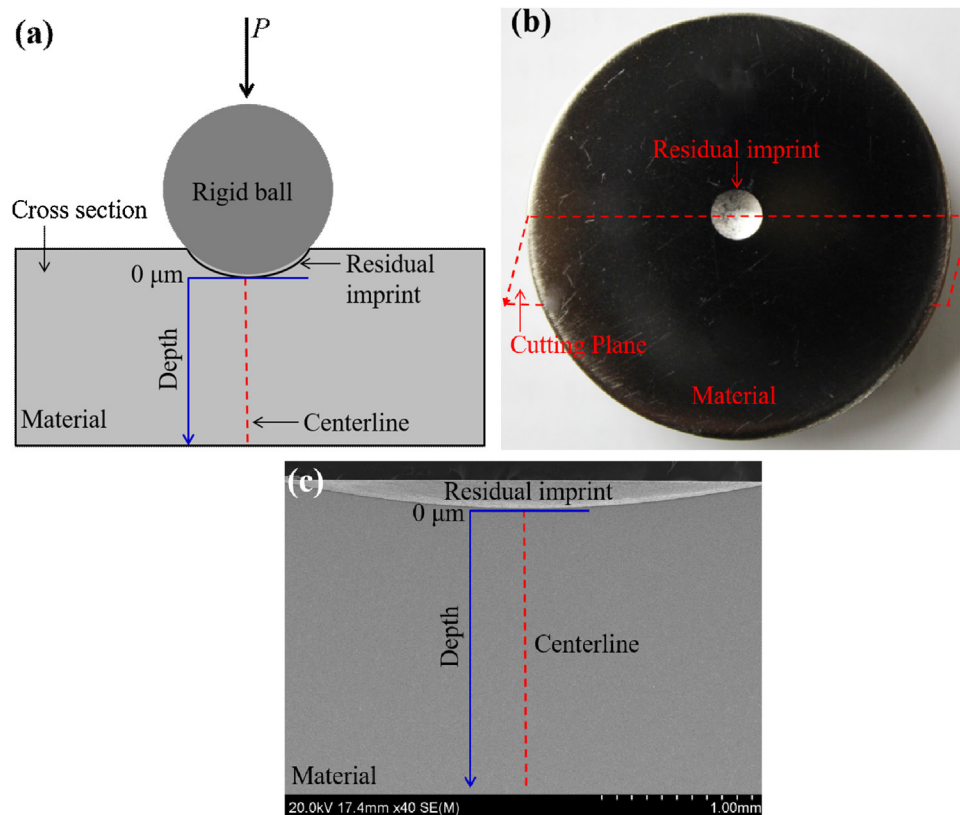 (a)
P
Rigid ball
Cross section
0 μm
Residual
imprint
Depth
Material
Centerline
(b)
Residual imprint
Cutting Plane
Material
(c)
Residual imprint
0 μm
Depth
Centerline
Material
20.0kV 17.4mm x40 SE(M)
1.00mm